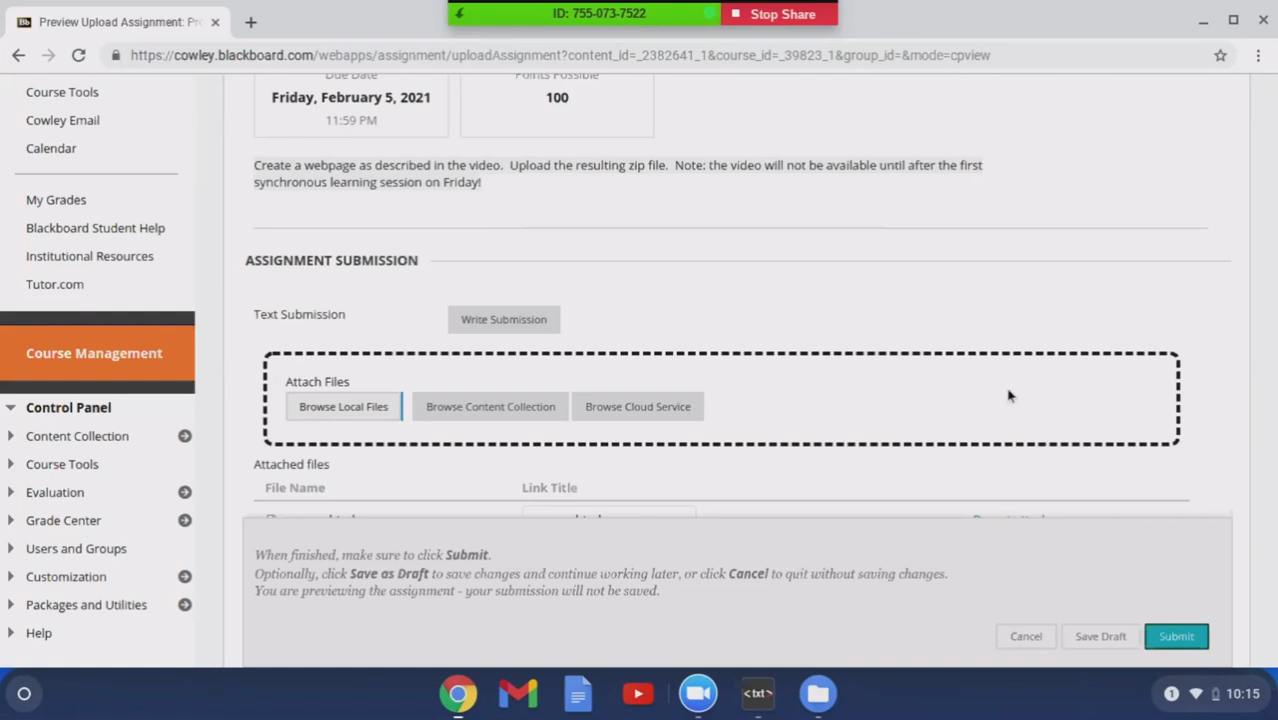 ID: 755-073-7522
Stop Share
Bb
Preview Upload Assignment: Pr
https://cowley.blackboard.com/webapps/assignment/uploadAssignment?content_id=_2382641_1&course_id=_39823_1&group_id=&mode=cpview
Course Tools
Cowley Email
Calendar
My Grades
Blackboard Student Help
Institutional Resources
Tutor.com
Course Management
Control Panel
Content Collection
Course Tools
Evaluation
Grade Center
Users and Groups
Customization
Packages and Utilities
Help
Due Date
Friday, February 5, 2021
11:59 PM
Points Possible
100
Create a webpage as described in the video. Upload the resulting zip file. Note: the video will not be available until after the first
synchronous learning session on Friday!
ASSIGNMENT SUBMISSION
Text Submission
Write Submission
Attach Files
Browse Local Files
Browse Content Collection
Browse Cloud Service
Attached files
File Name
Link Title
When finished, make sure to click Submit.
Optionally, click Save as Draft to save changes and continue working later, or click Cancel to quit without saving changes.
You are previewing the assignment - your submission will not be saved.
Cancel
Save Draft
Submit
<txt>
1
10:15